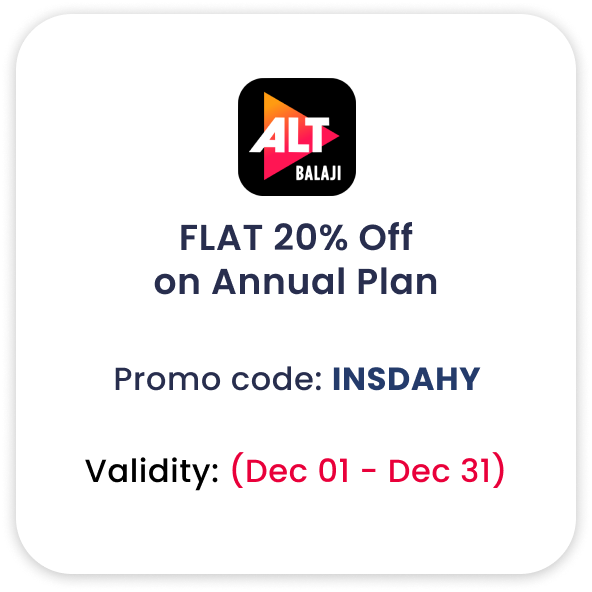 ALT
BALAJI
FLAT 20% Off
on Annual Plan
Promo code: INSDAHY
Validity: (Dec 01 - Dec 31)